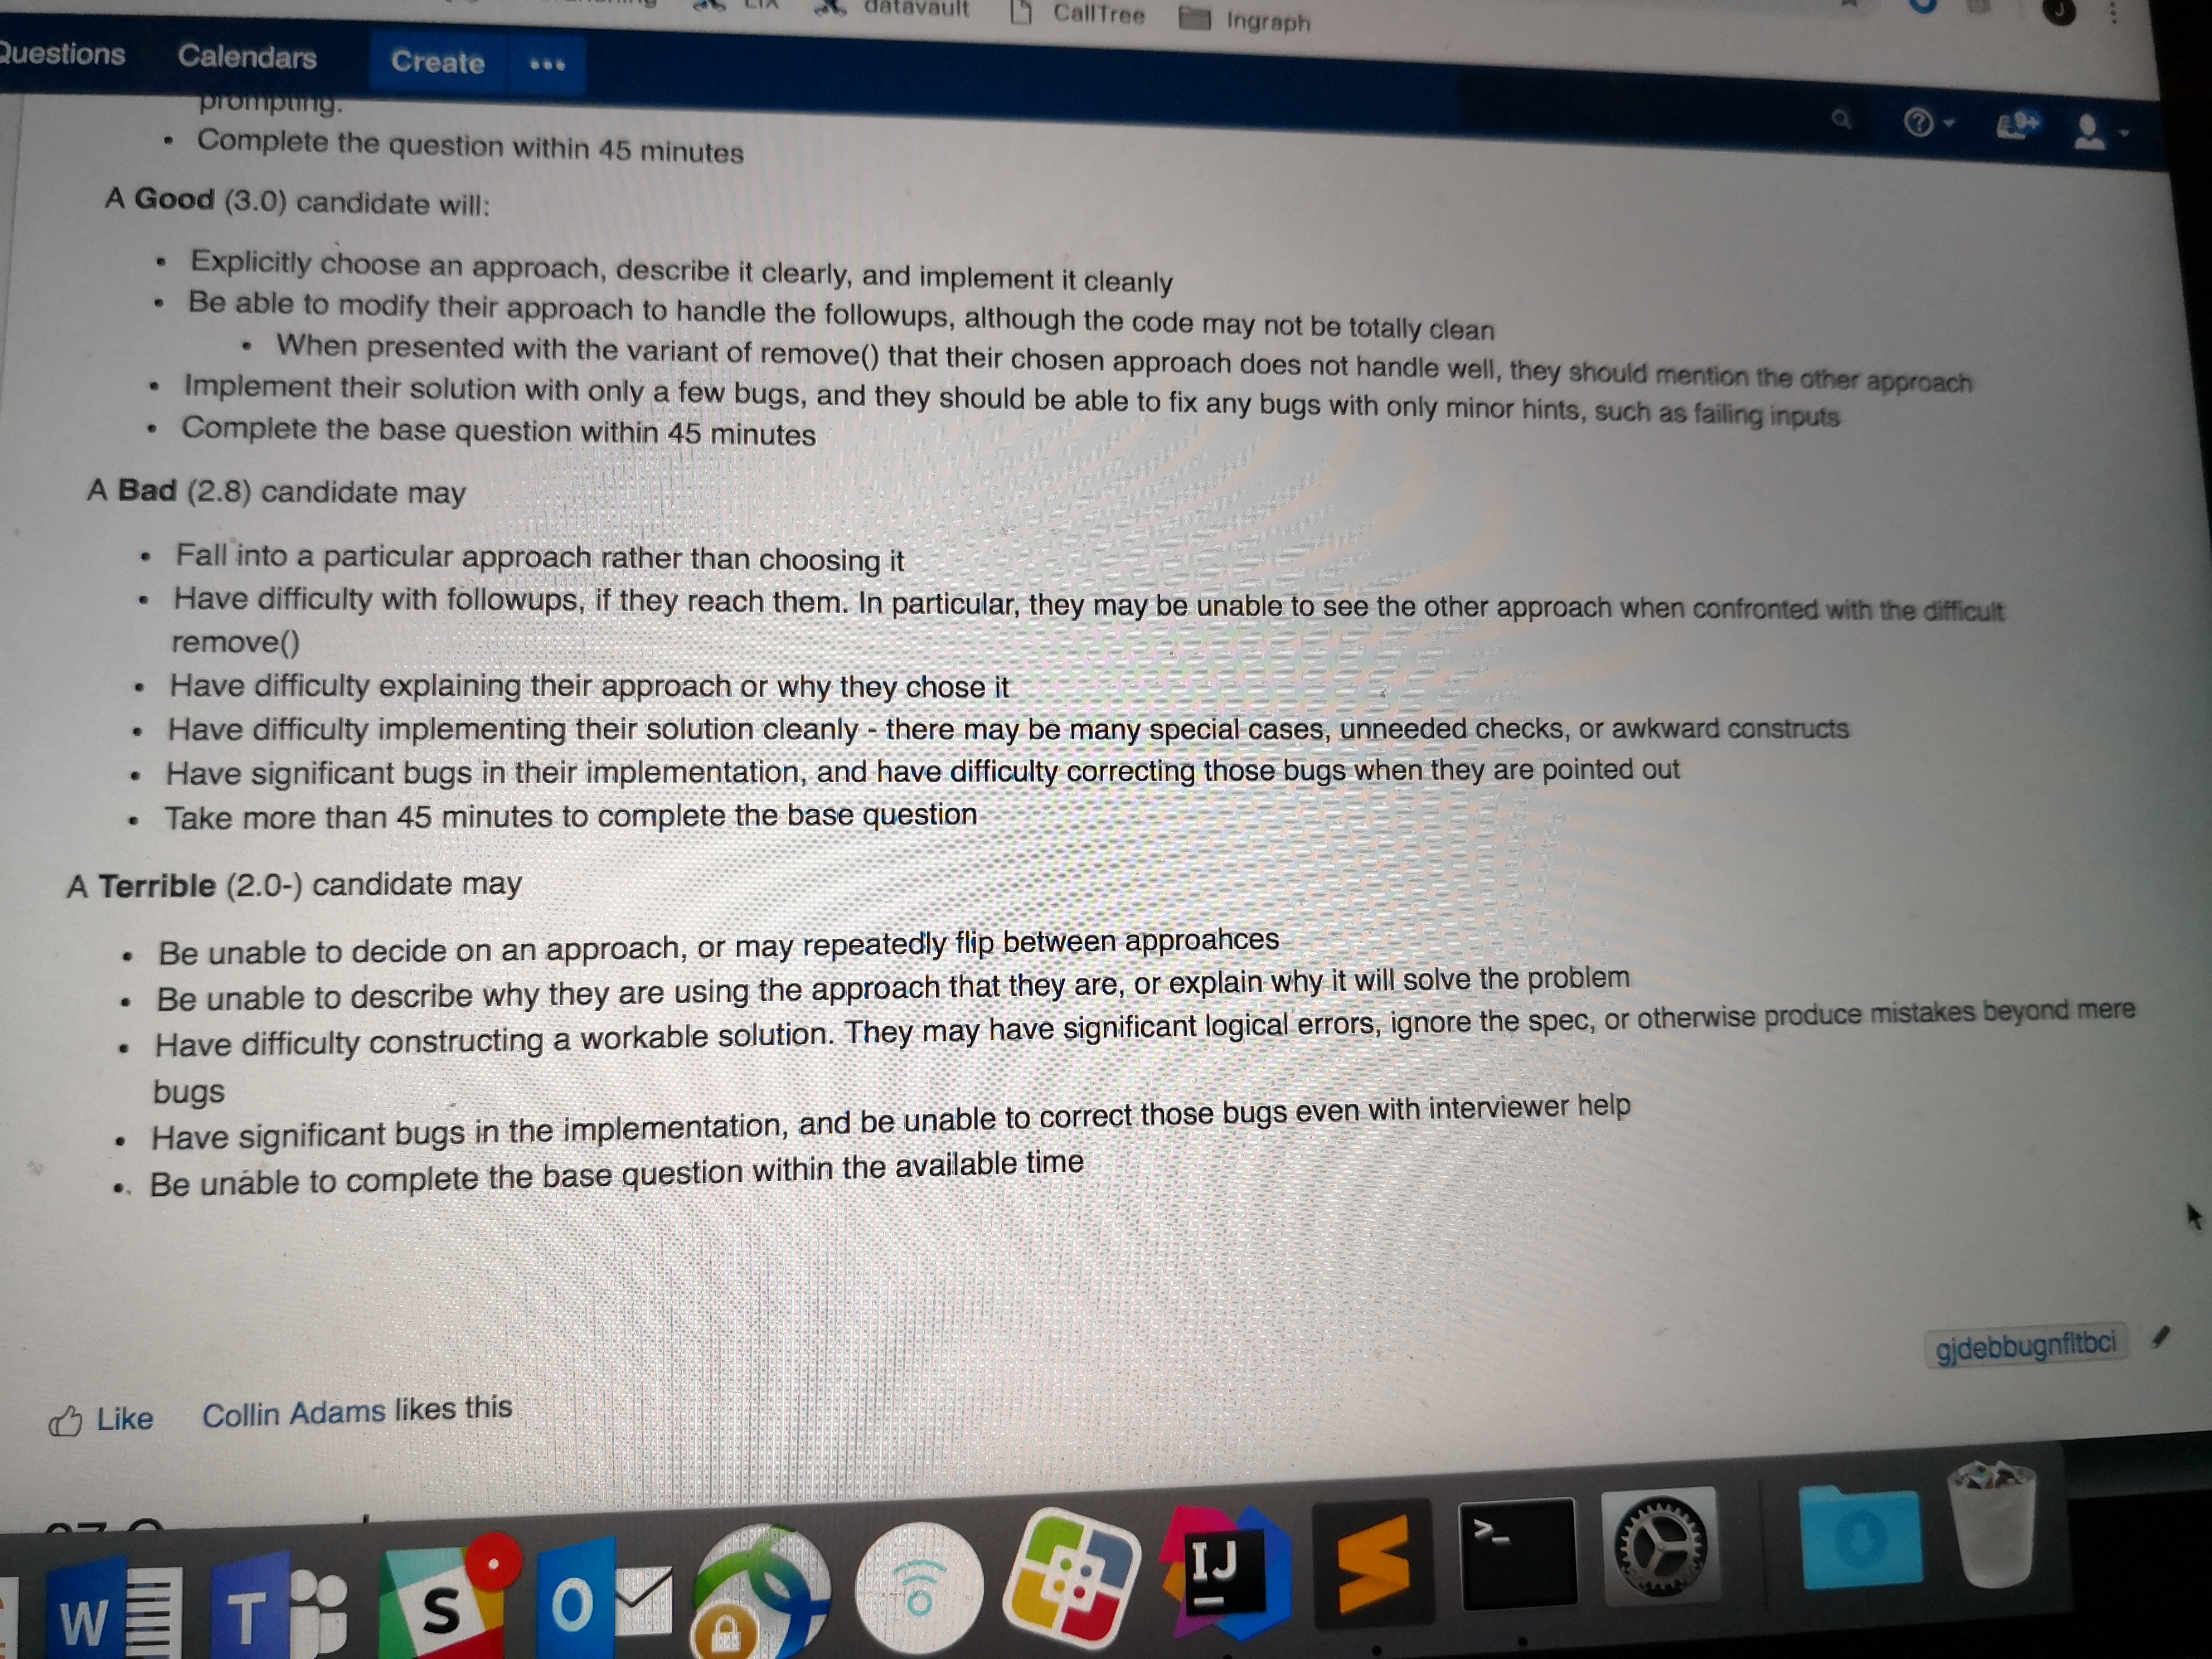 datavault CallTree Ingraph J
Questions Calendars Create •••
9+
prompting.
• Complete the question within 45 minutes
A Good (3.0) candidate will:
• Explicitly choose an approach, describe it clearly, and implement it cleanly
• Be able to modify their approach to handle the followups, although the code may not be totally clean
• When presented with the variant of remove() that their chosen approach does not handle well, they should mention the other approach
• Implement their solution with only a few bugs, and they should be able to fix any bugs with only minor hints, such as failing inputs
• Complete the base question within 45 minutes
A Bad (2.8) candidate may
• Fall into a particular approach rather than choosing it
• Have difficulty with followups, if they reach them. In particular, they may be unable to see the other approach when confronted with the difficult
remove()
• Have difficulty explaining their approach or why they chose it
• Have difficulty implementing their solution cleanly - there may be many special cases, unneeded checks, or awkward constructs
• Have significant bugs in their implementation, and have difficulty correcting those bugs when they are pointed out
• Take more than 45 minutes to complete the base question
A Terrible (2.0-) candidate may
• Be unable to decide on an approach, or may repeatedly flip between approahces
• Be unable to describe why they are using the approach that they are, or explain why it will solve the problem
• Have difficulty constructing a workable solution. They may have significant logical errors, ignore the spec, or otherwise produce mistakes beyond mere
bugs
• Have significant bugs in the implementation, and be unable to correct those bugs even with interviewer help
• Be unable to complete the base question within the available time
gjdebbugnfltbci
Like Collin Adams likes this
W T S O IJ >_